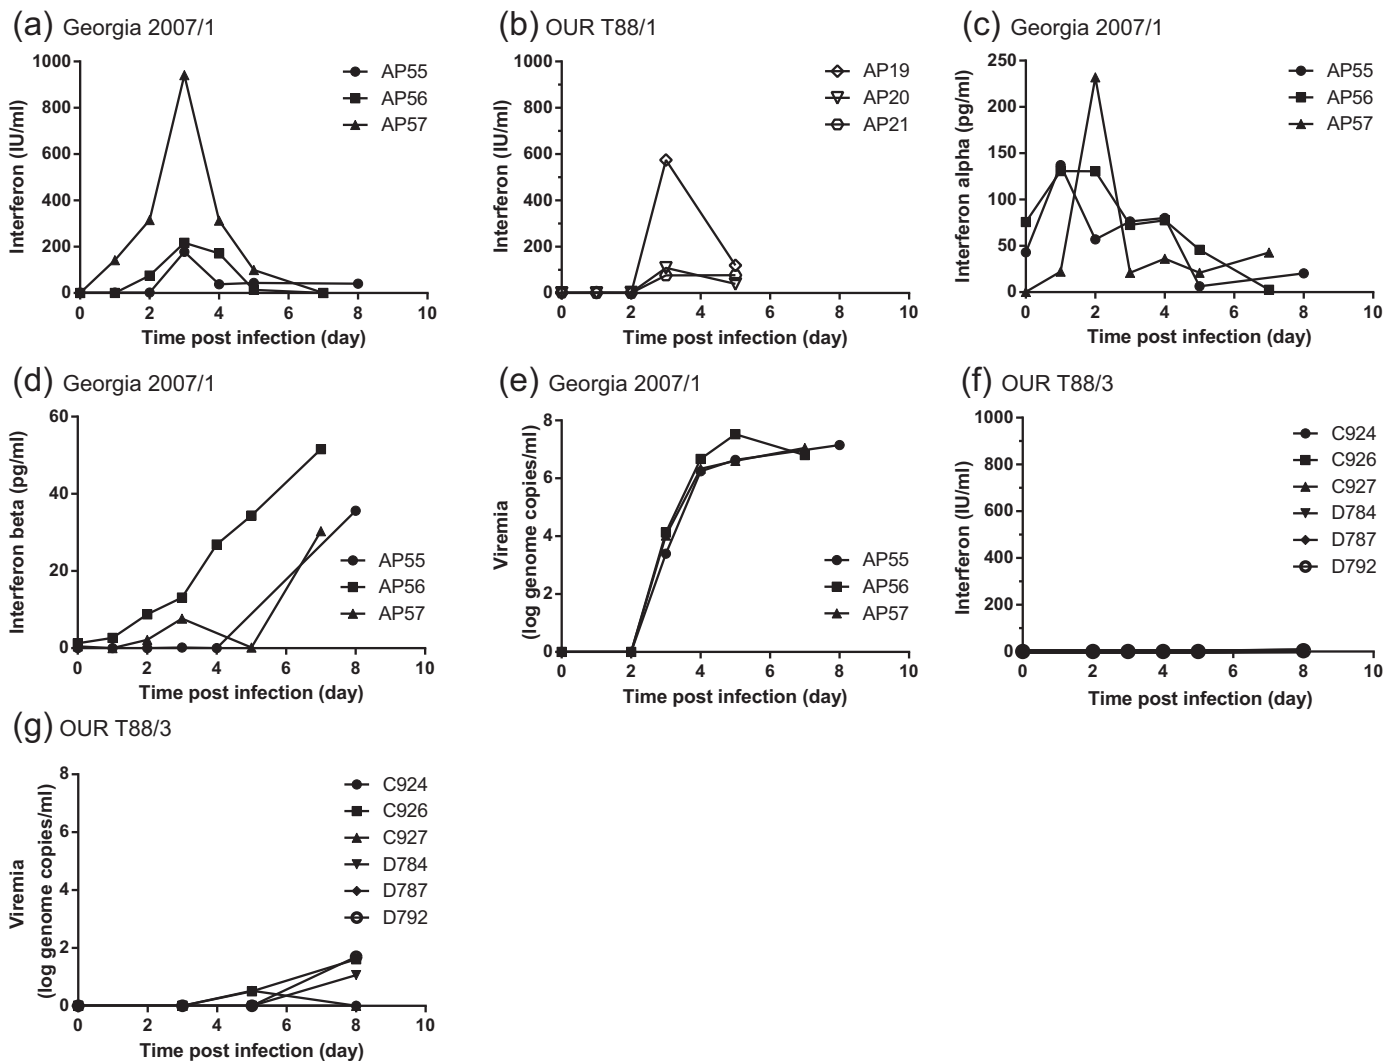 (a) Georgia 2007/1
Interferon (IU/ml)
1000
800
600
400
200
0
0 2 4 6 8 10
Time post infection (day)
AP55
AP56
AP57
(b) OUR T88/1
Interferon (IU/ml)
1000
800
600
400
200
0
0 2 4 6 8 10
Time post infection (day)
AP19
AP20
AP21
(c) Georgia 2007/1
Interferon alpha (pg/ml)
250
200
150
100
50
0
0 2 4 6 8 10
Time post infection (day)
AP55
AP56
AP57
(d) Georgia 2007/1
Interferon beta (pg/ml)
60
40
20
0
0 2 4 6 8 10
Time post infection (day)
AP55
AP56
AP57
(e) Georgia 2007/1
Viremia
(log genome copies/ml)
8
6
4
2
0
0 2 4 6 8 10
Time post infection (day)
AP55
AP56
AP57
(f) OUR T88/3
Interferon (IU/ml)
1000
800
600
400
200
0
0 2 4 6 8 10
Time post infection (day)
C924
C926
C927
D784
D787
D792
(g) OUR T88/3
Viremia
(log genome copies/ml)
8
6
4
2
0
0 2 4 6 8 10
Time post infection (day)
C924
C926
C927
D784
D787
D792